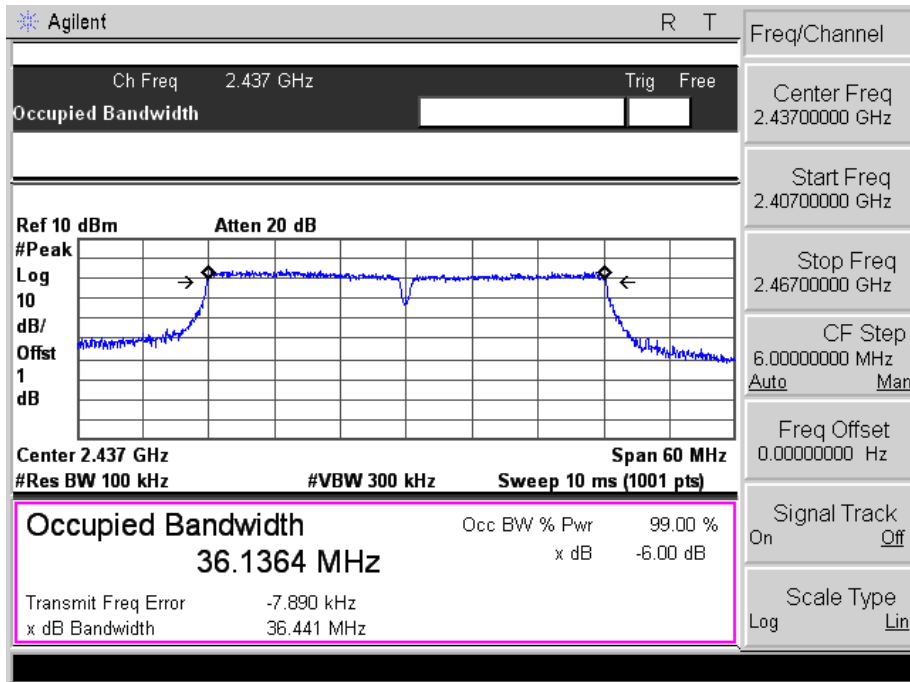 Agilent R T
Ch Freq 2.437 GHz Trig Free
Occupied Bandwidth
Ref 10 dBm Atten 20 dB
#Peak
Log
10
dB/
Offst
1
dB
Center 2.437 GHz Span 60 MHz
#Res BW 100 kHz #VBW 300 kHz Sweep 10 ms (1001 pts)
Occupied Bandwidth
36.1364 MHz
Occ BW % Pwr 99.00 %
x dB -6.00 dB
Transmit Freq Error -7.890 kHz
x dB Bandwidth 36.441 MHz
Freq/Channel
Center Freq
2.43700000 GHz
Start Freq
2.40700000 GHz
Stop Freq
2.46700000 GHz
CF Step
6.00000000 MHz
Auto Man
Freq Offset
0.00000000 Hz
Signal Track
On Off
Scale Type
Log Lin